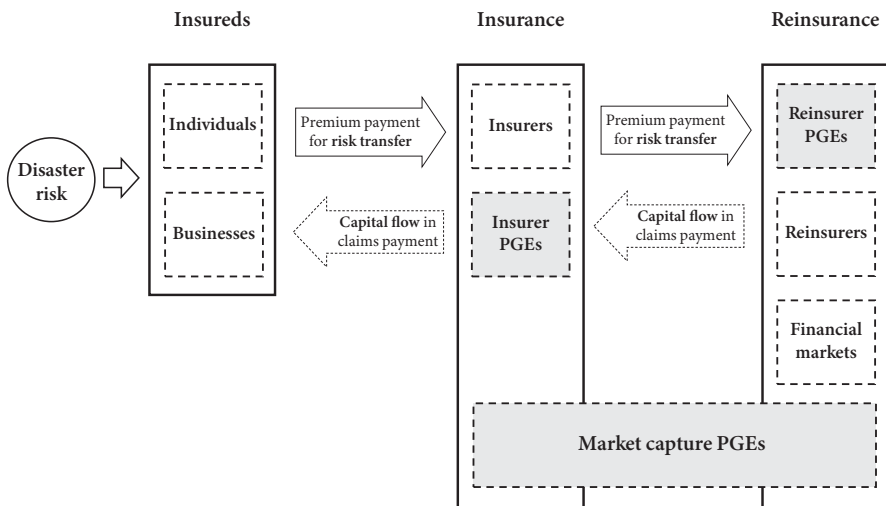 Insureds
Insurance
Reinsurance
Disaster
risk
Individuals
Businesses
Premium payment
for risk transfer
Capital flow in
claims payment
Insurers
Insurer
PGEs
Premium payment
for risk transfer
Capital flow in
claims payment
Reinsurer
PGEs
Reinsurers
Financial
markets
Market capture PGEs